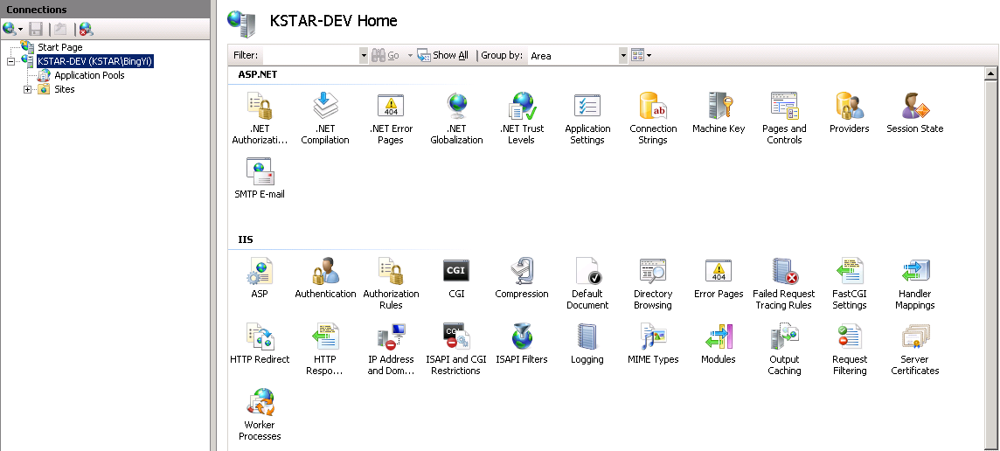 Connections
Start Page
KSTAR-DEV (KSTAR\BingYi)
Application Pools
Sites
KSTAR-DEV Home
Filter: Go Show All Group by: Area
ASP.NET
.NET Authorizati...
.NET Compilation
.NET Error Pages
404
.NET Globalization
.NET Trust Levels
Application Settings
ab
Connection Strings
Machine Key
Pages and Controls
Providers
Session State
SMTP E-mail
IIS
ASP
Authentication
Authorization Rules
CGI
CGI
Compression
Default Document
Directory Browsing
404
Error Pages
Failed Request Tracing Rules
FastCGI Settings
Handler Mappings
HTTP Redirect
HTTP Respo...
IP Address and Dom...
CGI
ISAPI and CGI Restrictions
ISAPI Filters
Logging
MIME Types
Modules
Output Caching
Request Filtering
Server Certificates
Worker Processes